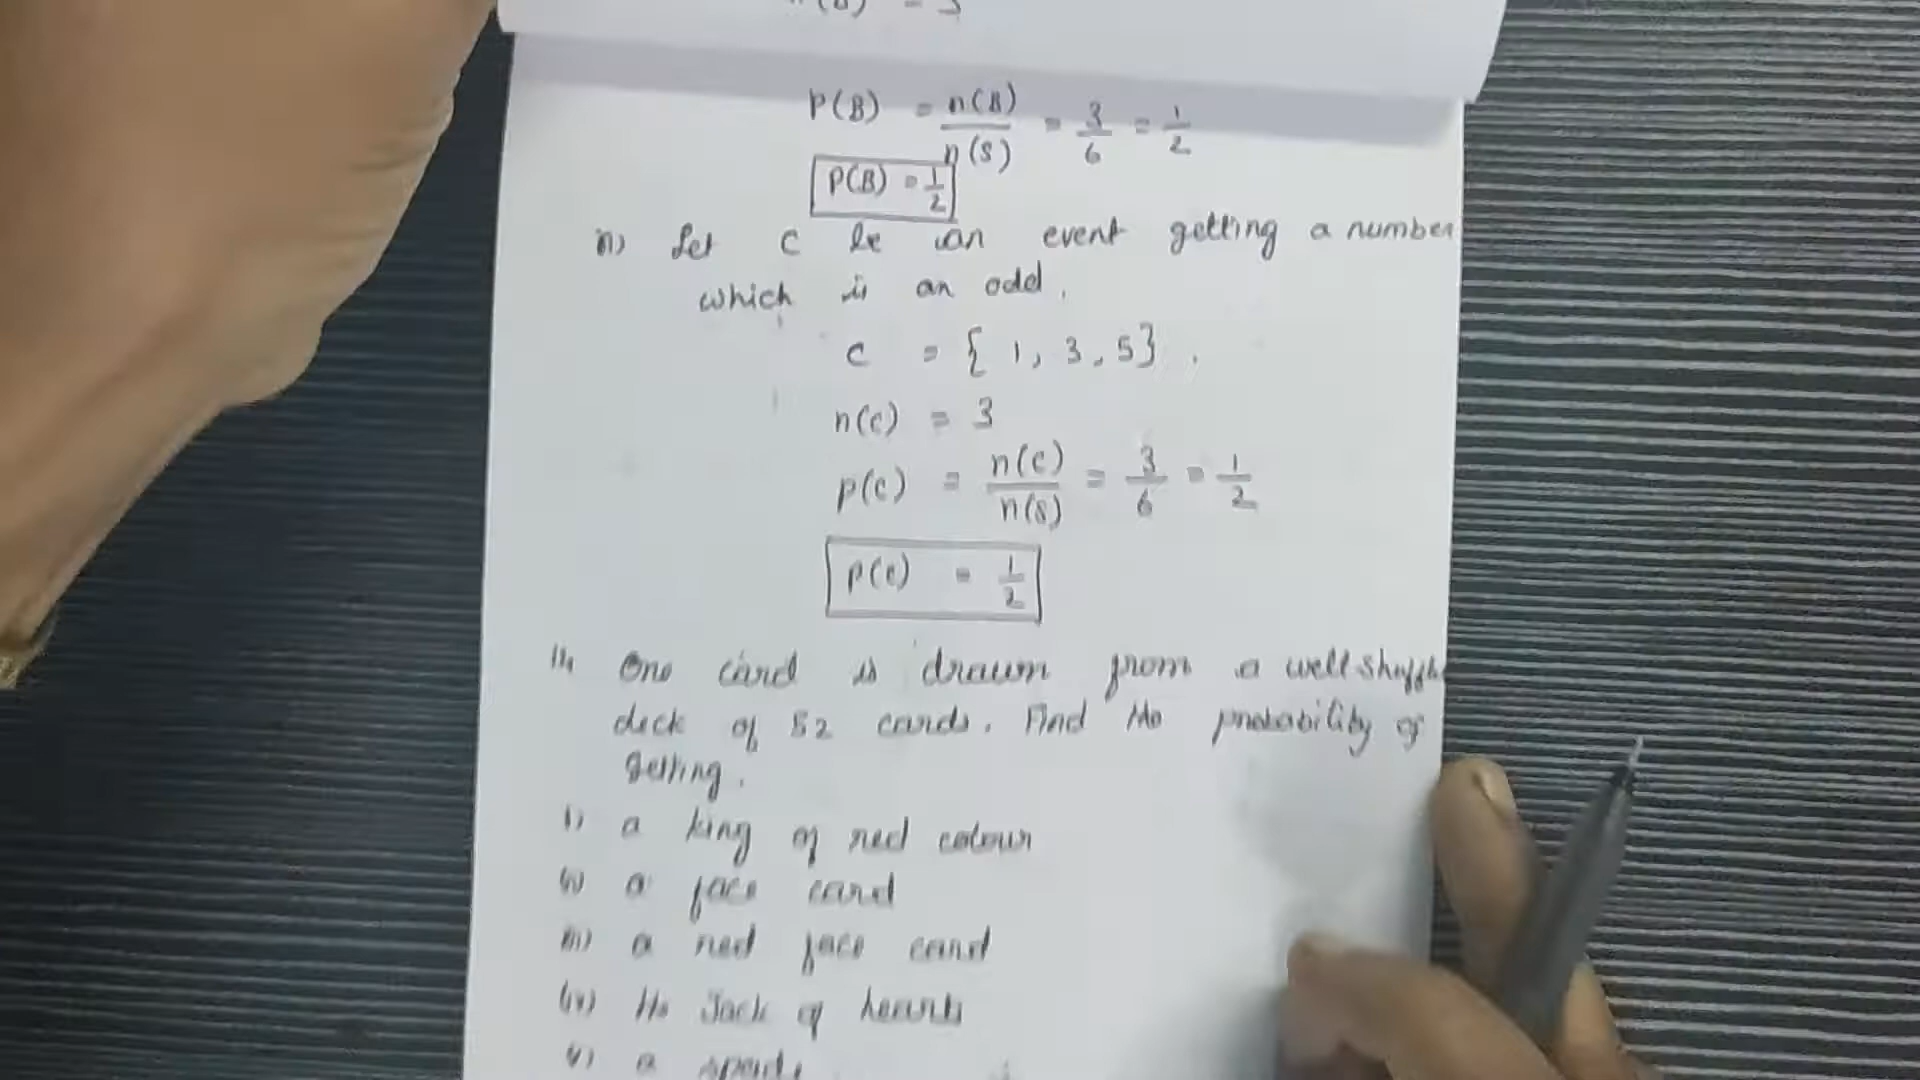 P(B) = n(B)/n(S) = 3/6 = 1/2
P(B) = 1/2
iii) Let C be an event getting a number
which is an odd.
C = { 1, 3, 5} .
n(C) = 3
P(C) = n(C)/n(S) = 3/6 = 1/2
P(C) = 1/2
One card is drawn from a well shuffle
deck of 52 cards. Find the probability of
getting.
i) a king of red colour
ii) a face card
iii) a red face card
(iv) the Jack of hearts
v) a spade